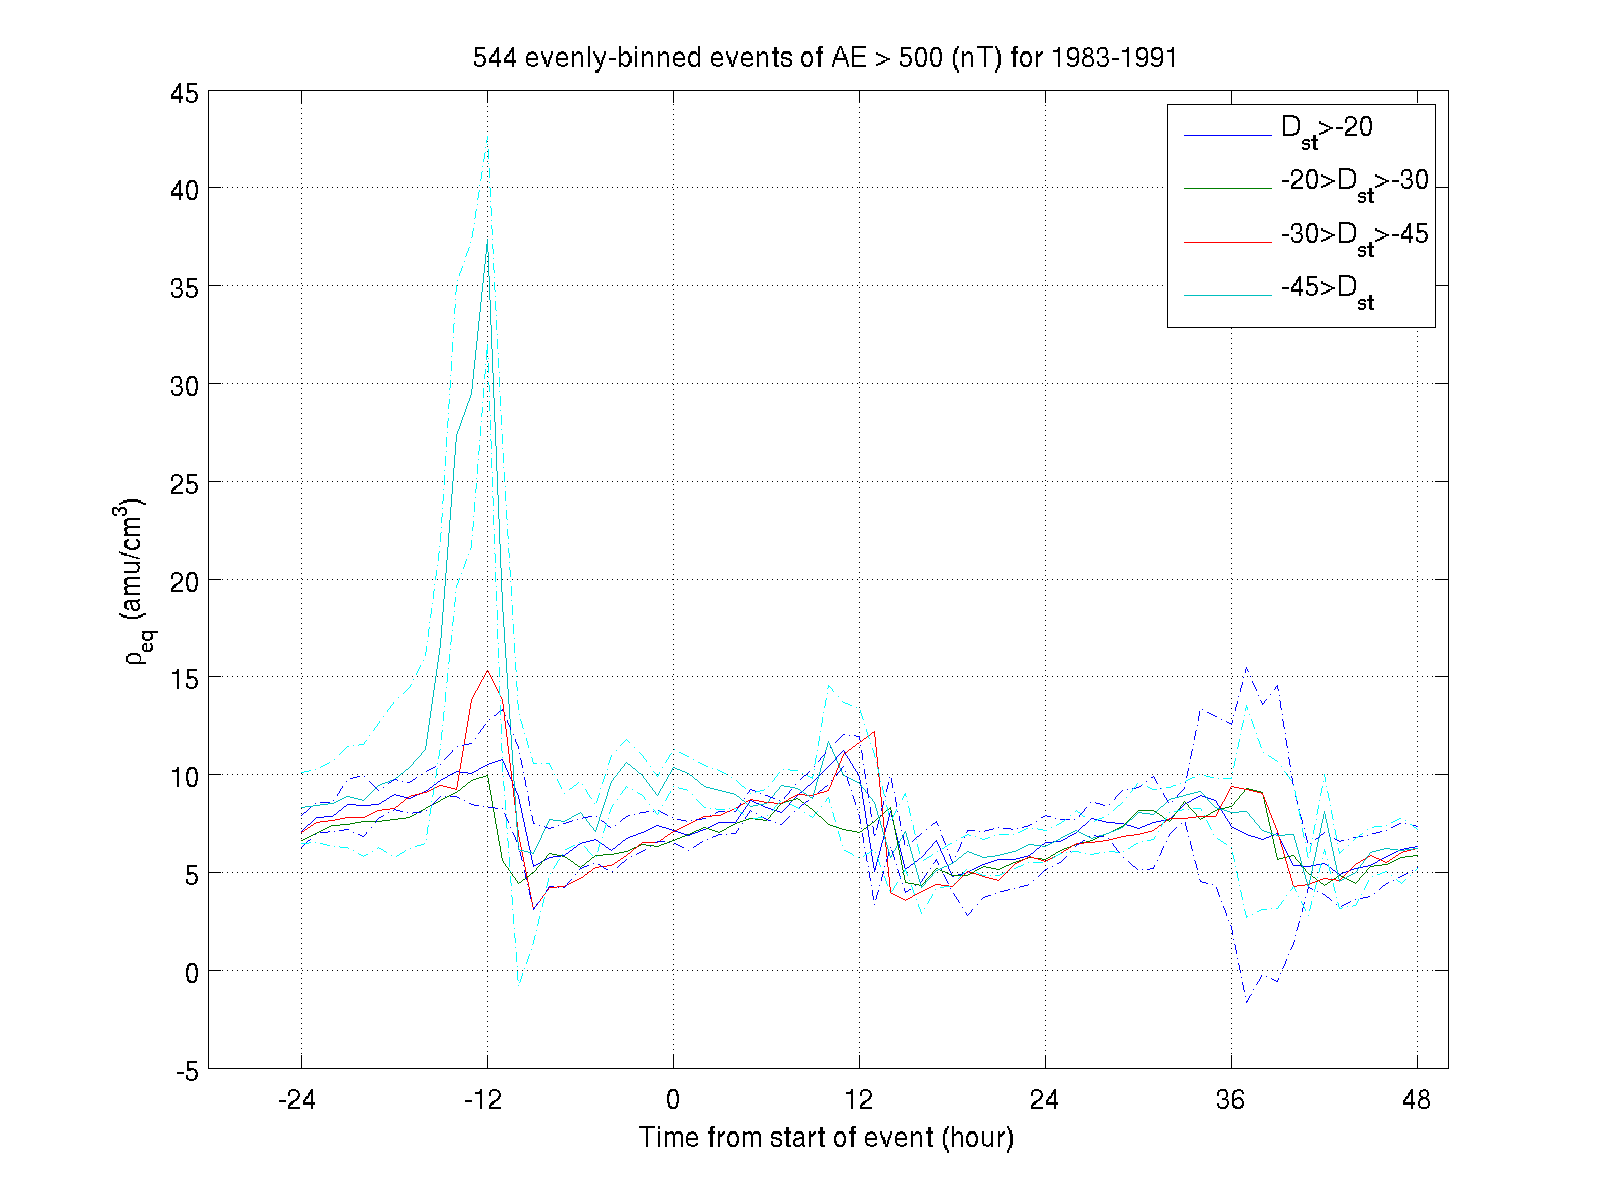 544 evenly-binned events of AE > 500 (nT) for 1983-1991
45
40
35
30
25
20
15
10
5
0
-5
ρeq (amu/cm3)
Dst>-20
-20>Dst>-30
-30>Dst>-45
-45>Dst
-24 -12 0 12 24 36 48
Time from start of event (hour)